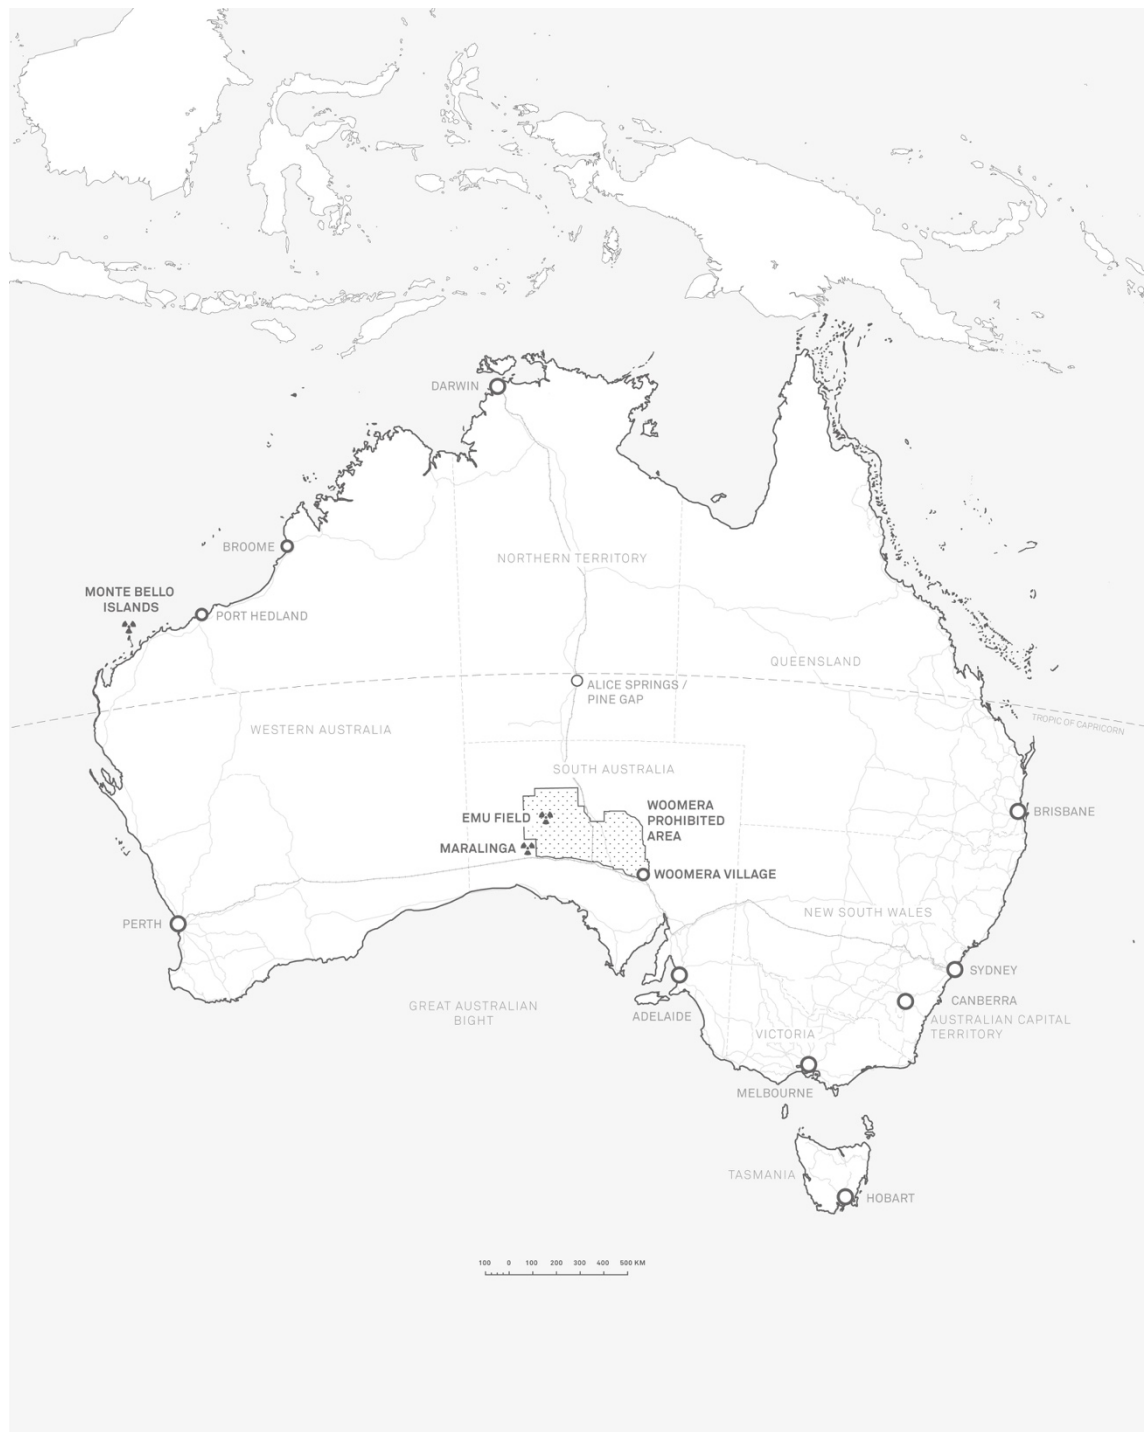 DARWIN
BROOME
NORTHERN TERRITORY
MONTE BELLO
ISLANDS
PORT HEDLAND
QUEENSLAND
ALICE SPRINGS /
PINE GAP
TROPIC OF CAPRICORN
WESTERN AUSTRALIA
SOUTH AUSTRALIA
EMU FIELD
WOOMERA
PROHIBITED
AREA
BRISBANE
MARALINGA
WOOMERA VILLAGE
PERTH
NEW SOUTH WALES
SYDNEY
CANBERRA
GREAT AUSTRALIAN
BIGHT
ADELAIDE
AUSTRALIAN CAPITAL
TERRITORY
VICTORIA
MELBOURNE
TASMANIA
HOBART
100 0 100 200 300 400 500 KM